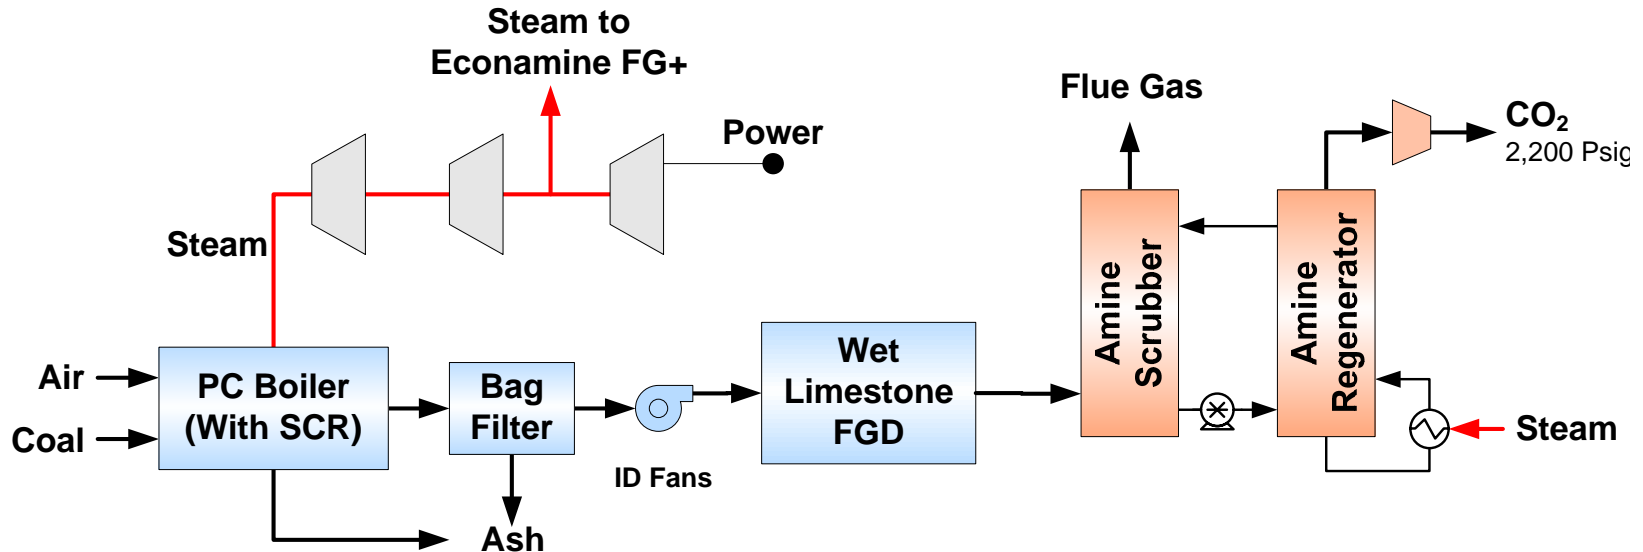 Steam to
Econamine FG+
Power
Flue Gas
CO₂
2,200 Psig
Steam
Air
Coal
PC Boiler
(With SCR)
Bag
Filter
ID Fans
Ash
Wet
Limestone
FGD
Amine
Scrubber
Amine
Regenerator
Steam